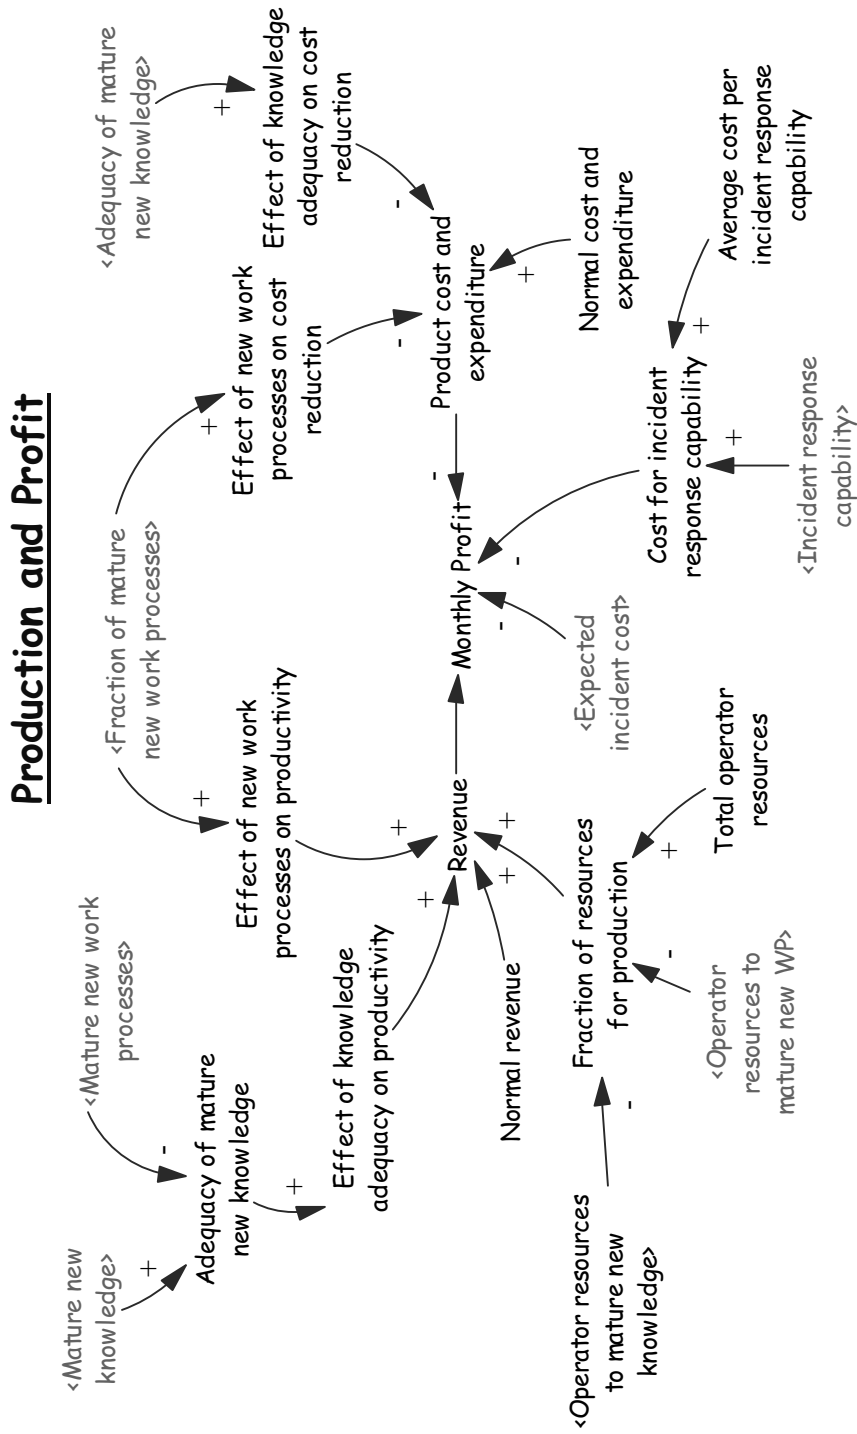 Production and Profit
<Mature new
knowledge>
<Mature new work
processes>
<Fraction of mature
new work processes>
<Adequacy of mature
new knowledge>
+
-
+
+
+
Adequacy of mature
new knowledge
Effect of new work
processes on productivity
Effect of new work
processes on cost
reduction
Effect of knowledge
adequacy on cost
reduction
+
Effect of knowledge
adequacy on productivity
+
+
-
-
-
Revenue
Monthly Profit
Product cost and
expenditure
Normal revenue
+
+
-
-
+
<Operator resources
to mature new
knowledge>
-
Fraction of resources
for production
<Expected
incident cost>
Normal cost and
expenditure
-
+
Cost for incident
response capability
+
+
<Operator
resources to
mature new WP>
Total operator
resources
<Incident response
capability>
Average cost per
incident response
capability